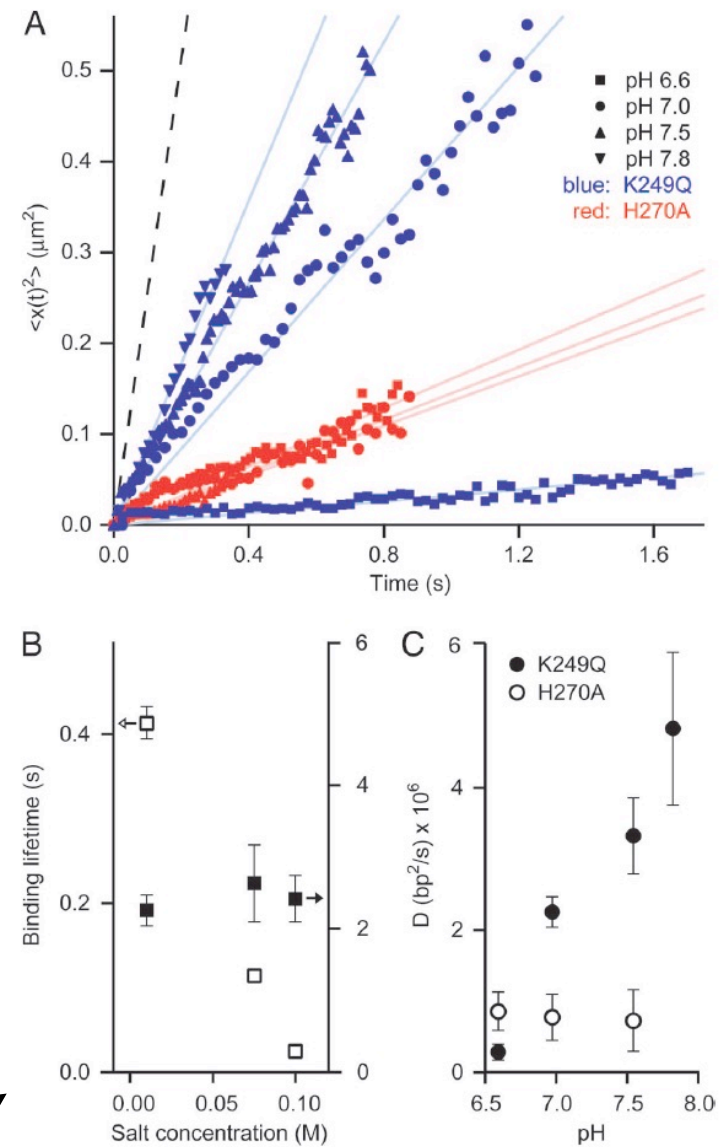 A
0.5
0.4
0.3
0.2
0.1
0.0
<x(t)²> (µm²)
pH 6.6
pH 7.0
pH 7.5
pH 7.8
blue: K249Q
red: H270A
0.0 0.4 0.8 1.2 1.6
Time (s)
B
0.4
0.2
0.0
Binding lifetime (s)
6
4
2
0
0.00 0.05 0.10
Salt concentration (M)
C
6
4
2
0
D (bp²/s) x 10⁶
K249Q
H270A
6.5 7.0 7.5 8.0
pH